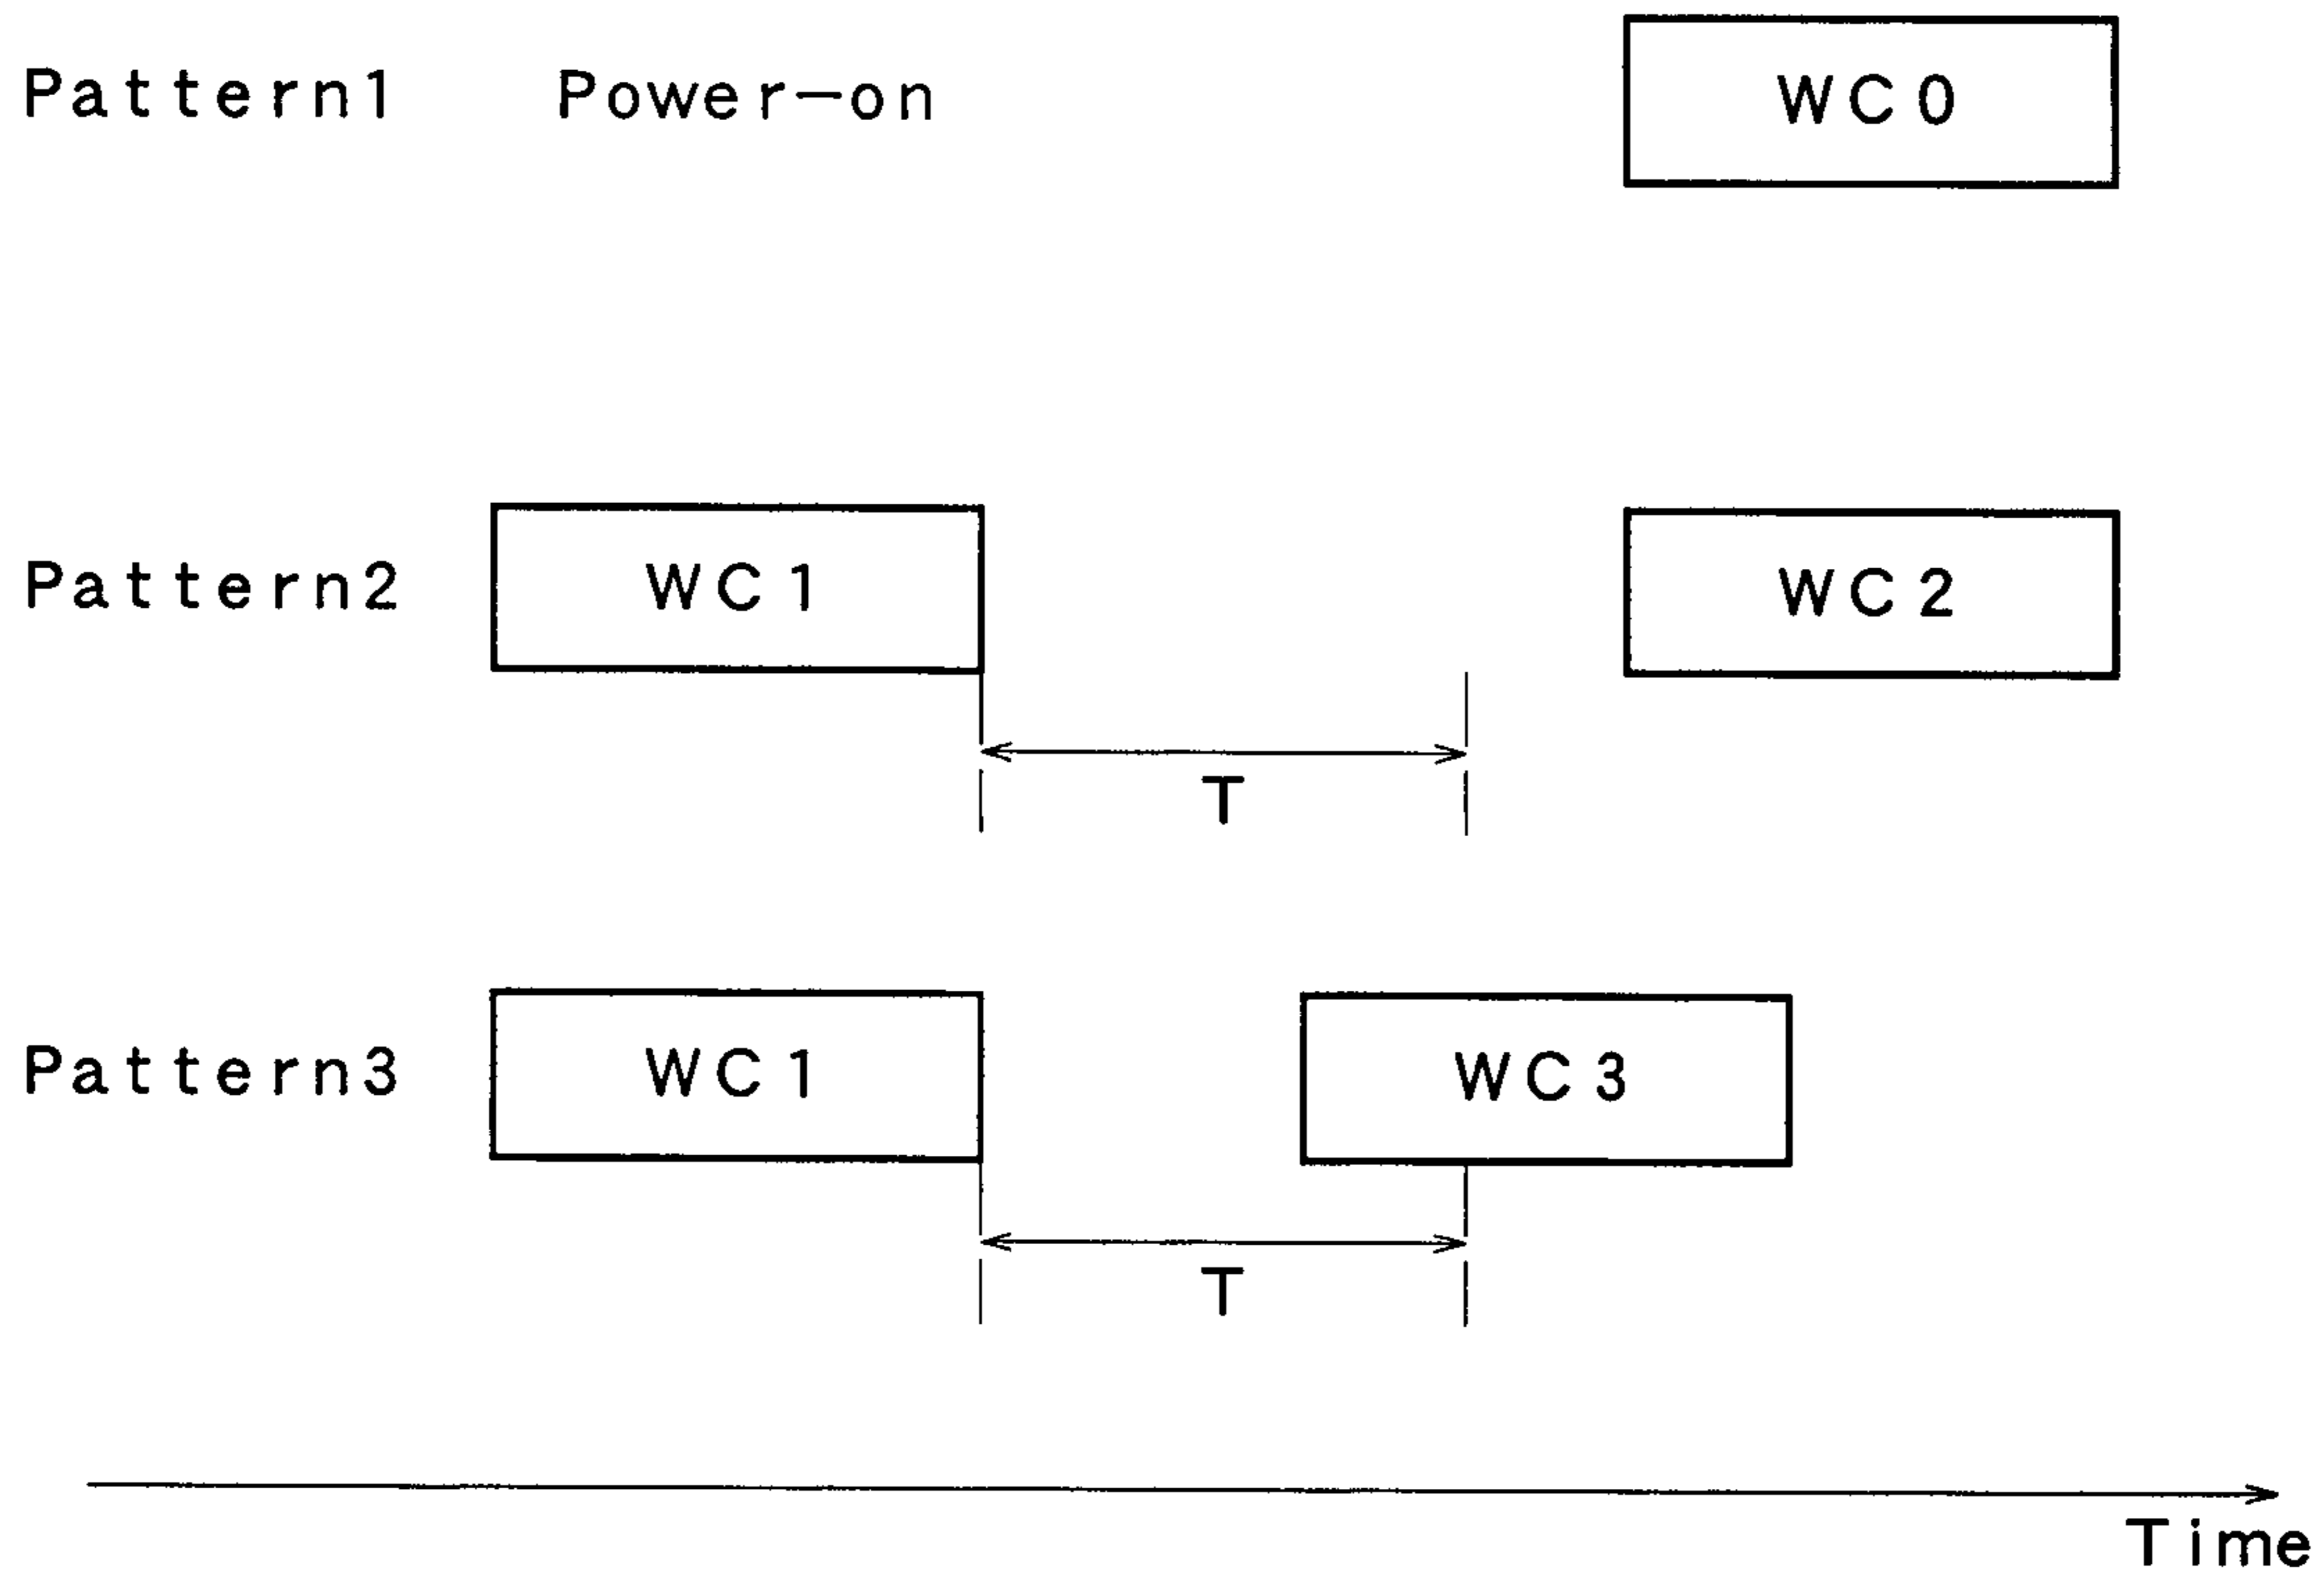 Pattern1 Power-on WC0
Pattern2 WC1 WC2
T
Pattern3 WC1 WC3
T
Time